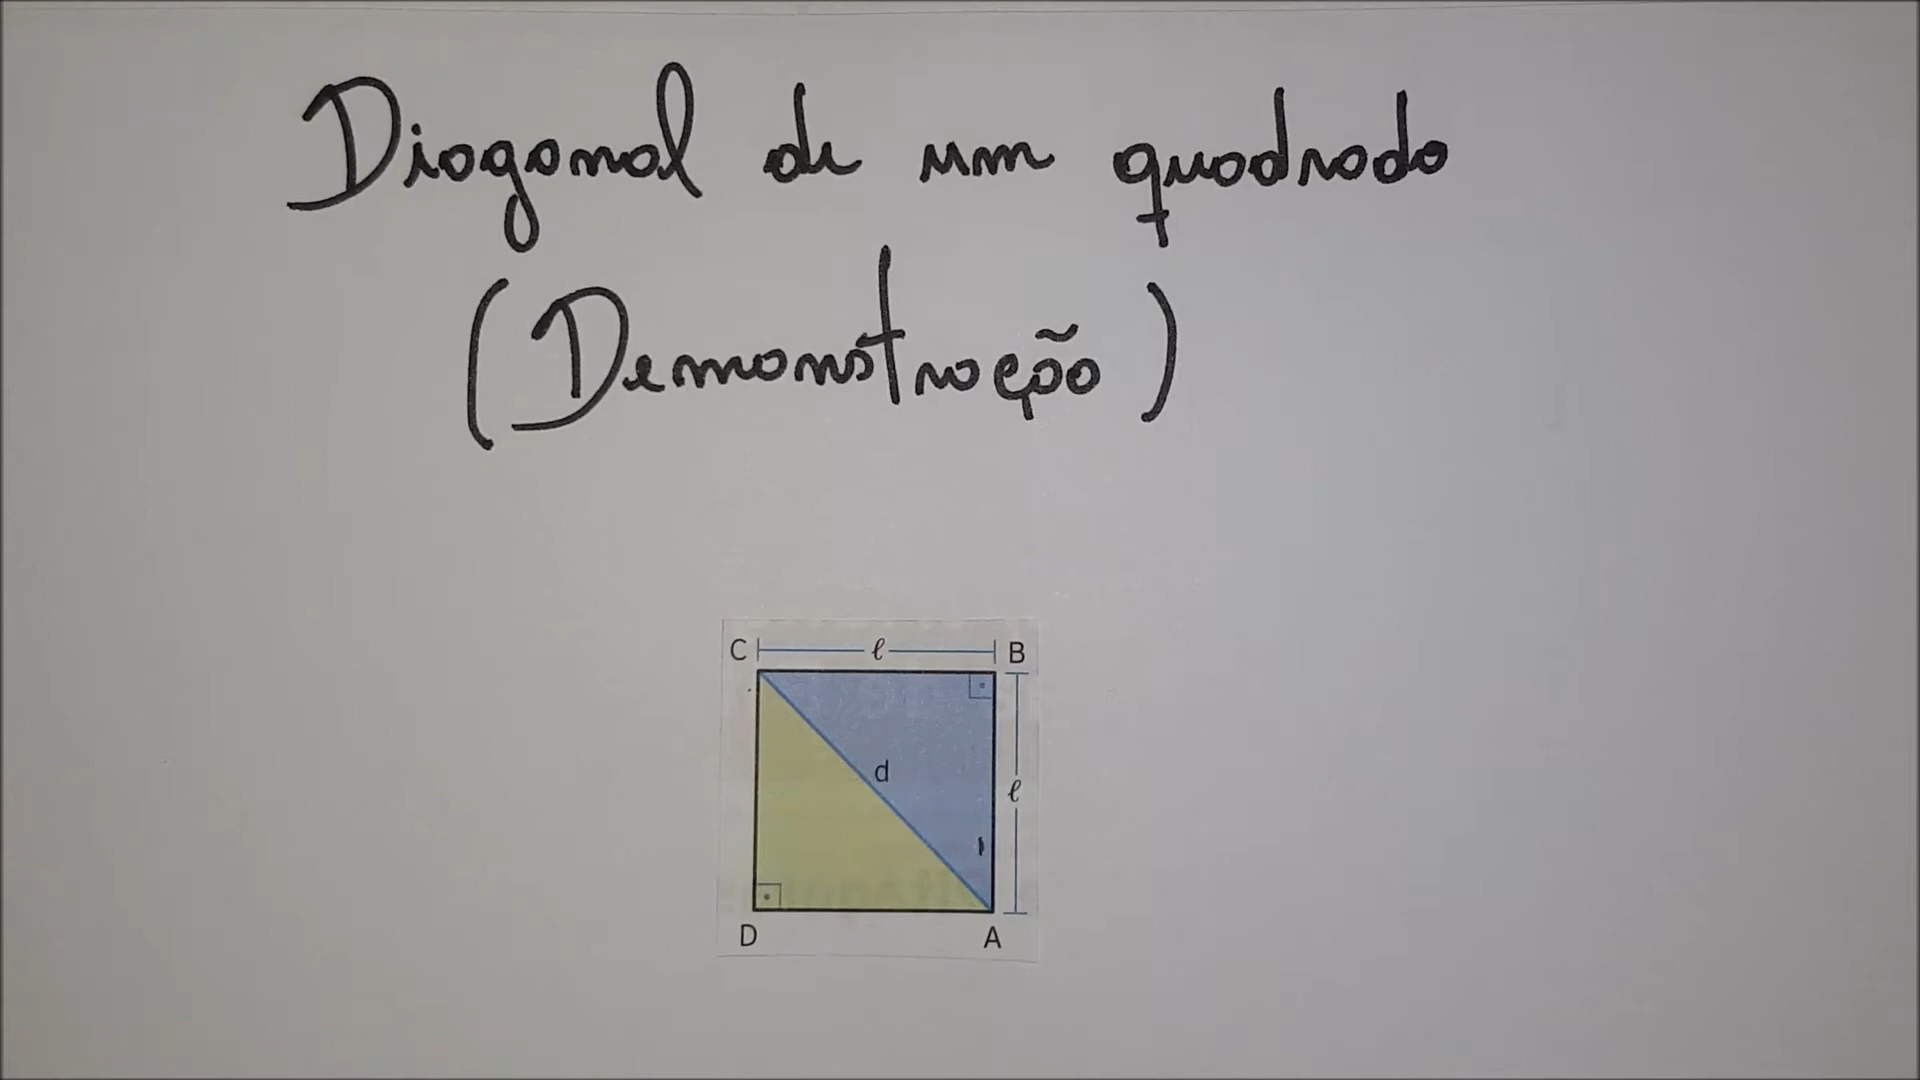 Diagonal de um quadrado
(Demonstração)
C ℓ B
d
ℓ
D A